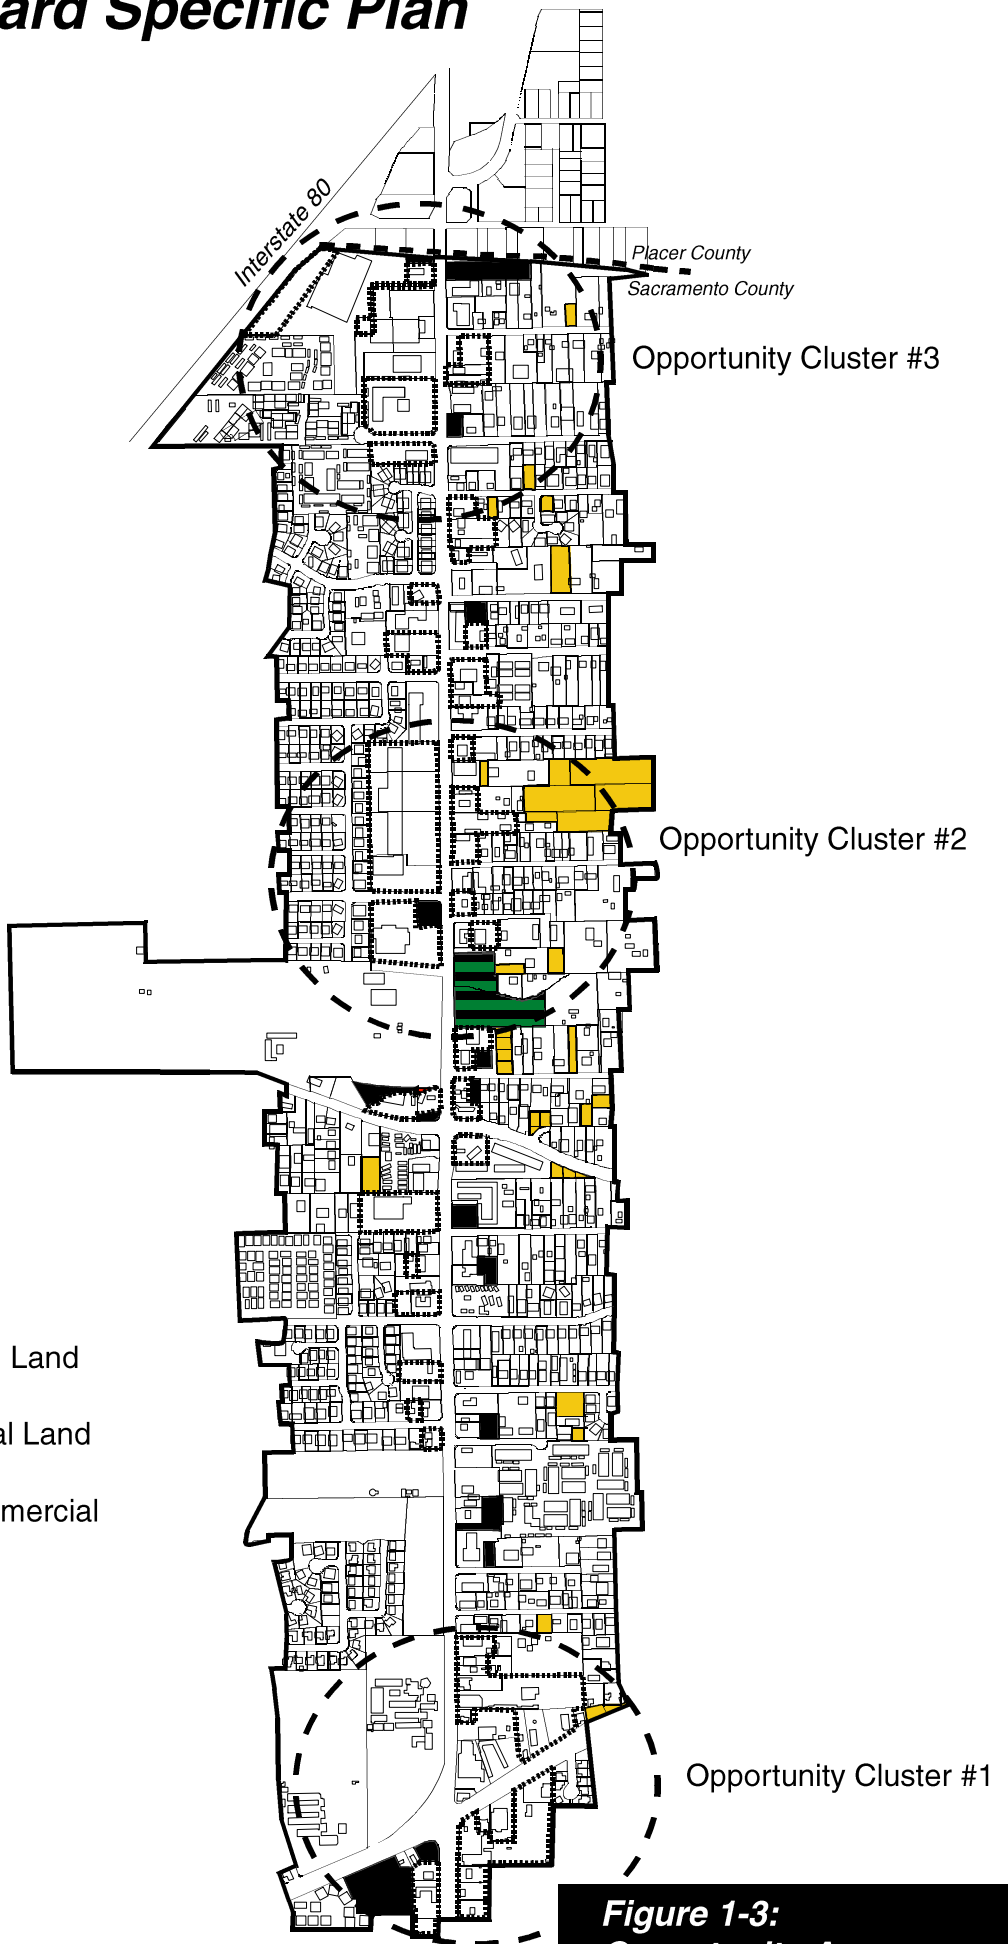 ard Specific Plan
Interstate 80
Placer County
Sacramento County
Opportunity Cluster #3
Opportunity Cluster #2
Land
al Land
mercial
Opportunity Cluster #1
Figure 1-3: